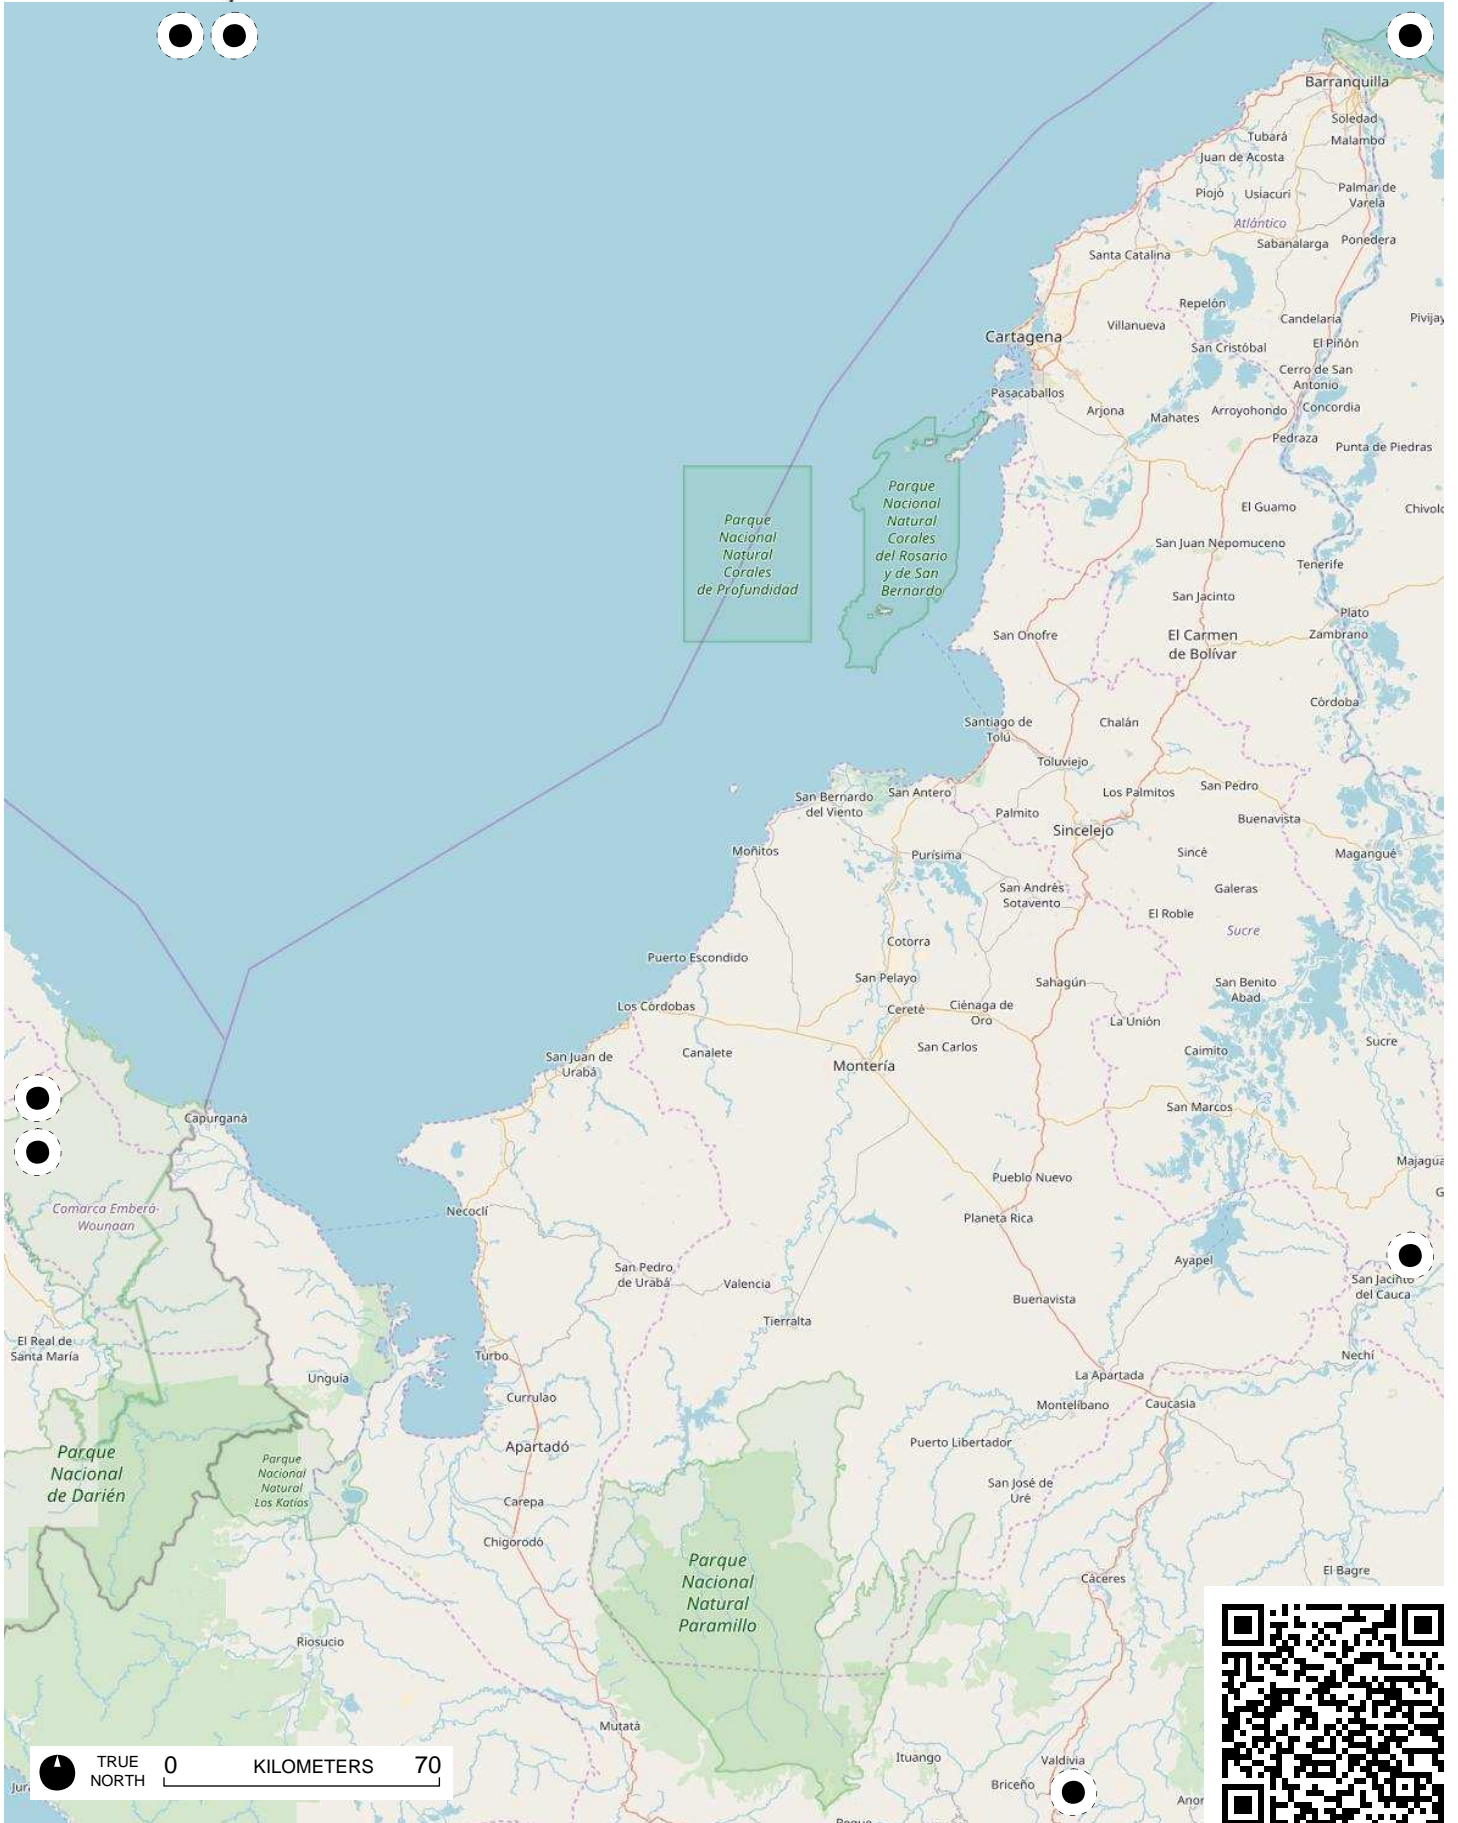 Barranquilla
Soledad
Tubará
Malambo
Juan de Acosta
Piojó
Usiacurí
Palmar de
Varela
Atlántico
Sabanalarga
Ponedera
Santa Catalina
Repelón
Villanueva
Candelaria
Pivijay
Cartagena
San Cristóbal
El Piñón
Cerro de San
Antonio
Pasacaballos
Arjona
Mahates
Arroyohondo
Concordia
Pedraza
Punta de Piedras
Parque
Nacional
Natural
Corales
del Rosario
y de San
Bernardo
Parque
Nacional
Natural
Corales
de Profundidad
El Guamo
Chivolo
San Juan Nepomuceno
Tenerife
San Jacinto
Plato
San Onofre
El Carmen
de Bolívar
Zambrano
Córdoba
Santiago de
Tolú
Chalán
Toluviejo
San Bernardo
del Viento
San Antero
Los Palmitos
San Pedro
Palmito
Buenavista
Sincelejo
Moñitos
Purísima
Sincé
Magangué
San Andrés
Sotavento
Galeras
El Roble
Sucre
Cotorra
Puerto Escondido
San Pelayo
Sahagún
San Benito
Abad
Los Córdobas
Cereté
Ciénaga de
Oro
La Unión
San Juan de
Urabá
Canalete
Montería
San Carlos
Caimito
Sucre
Capurganá
San Marcos
Majagua
Pueblo Nuevo
G
Comarca Emberá-
Wounaan
Necoclí
Planeta Rica
San Pedro
de Urabá
Valencia
Ayapel
San Jacinto
del Cauca
Buenavista
Tierralta
El Real de
Santa María
Turbo
Nechí
Unguía
Currulao
La Apartada
Montelíbano
Caucasia
Apartadó
Puerto Libertador
Parque
Nacional
de Darién
Parque
Nacional
Natural
Los Katíos
Carepa
San José de
Uré
Chigorodó
Parque
Nacional
Natural
Paramillo
Cáceres
El Bagre
Riosucio
Mutatá
Ituango
Valdivia
Briceño
Anor
Jur
Peque
TRUE
NORTH
0 KILOMETERS 70